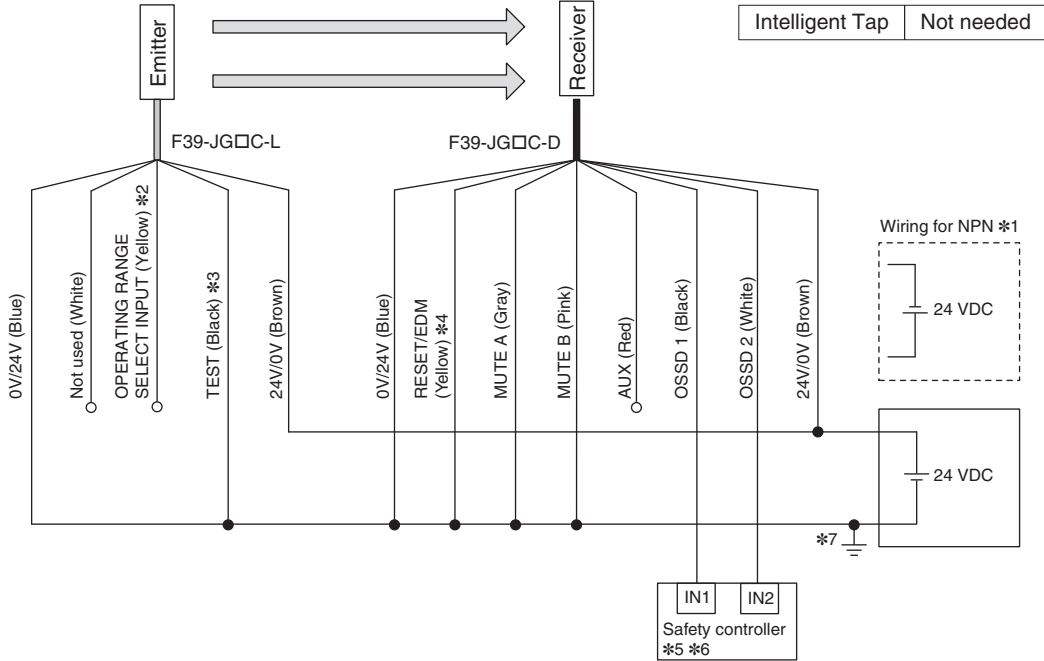 Intelligent Tap Not needed
Emitter
Receiver
F39-JG□C-L
F39-JG□C-D
0V/24V (Blue)
Not used (White)
OPERATING RANGE
SELECT INPUT (Yellow) *2
TEST (Black) *3
24V/0V (Brown)
0V/24V (Blue)
RESET/EDM
(Yellow) *4
MUTE A (Gray)
MUTE B (Pink)
AUX (Red)
OSSD 1 (Black)
OSSD 2 (White)
24V/0V (Brown)
Wiring for NPN *1
24 VDC
24 VDC
*7
IN1 IN2
Safety controller
*5 *6